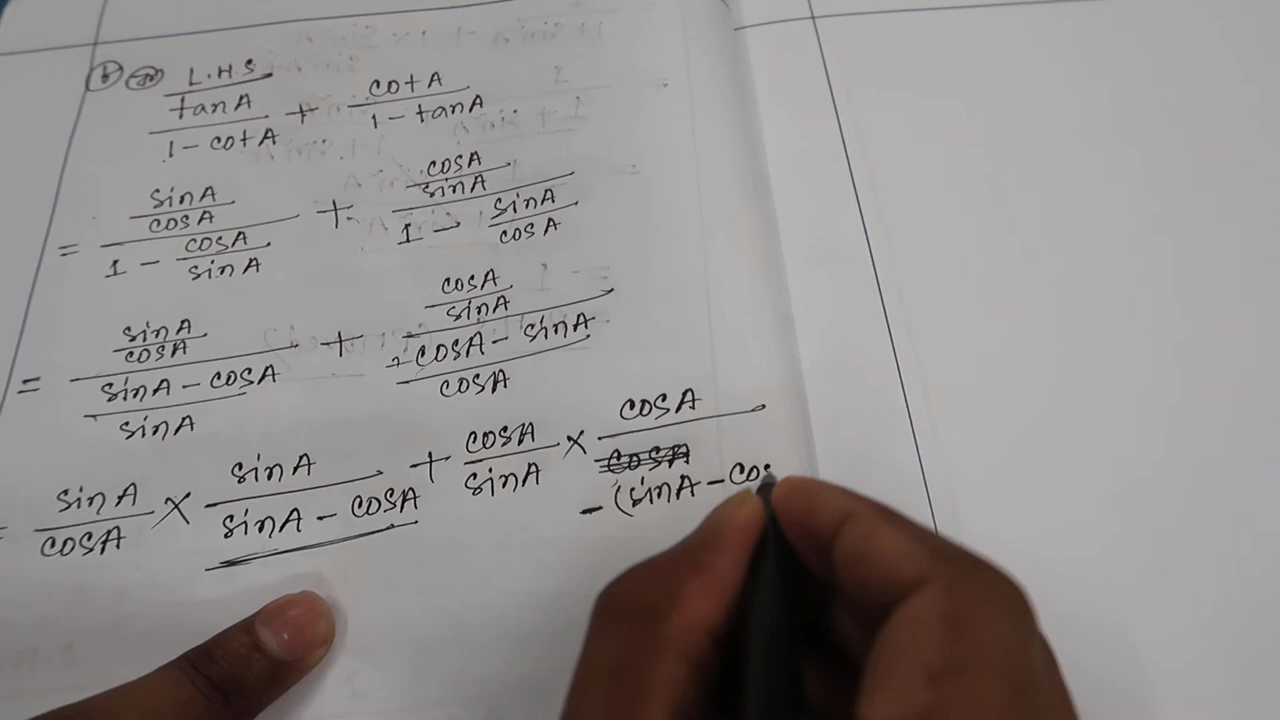 b L.H.S
tanA / 1 - cotA + cotA / 1 - tanA
= sinA/cosA / 1 - cosA/sinA + cosA/sinA / 1 - sinA/cosA
= sinA/cosA / sinA - cosA/sinA + cosA/sinA / cosA - sinA/cosA
= sinA/cosA × sinA / sinA - cosA + cosA/sinA × cosA / -(sinA - cos